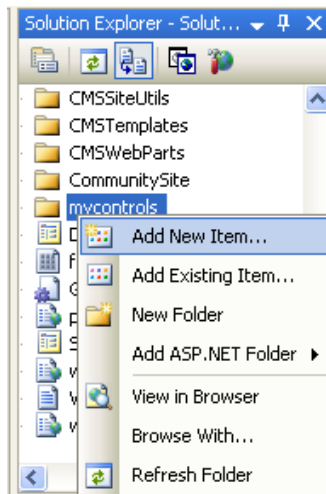 Solution Explorer - Solut...
CMSSiteUtils
CMSTemplates
CMSWebParts
CommunitySite
mycontrols
Add New Item...
Add Existing Item...
New Folder
Add ASP.NET Folder
View in Browser
Browse With...
Refresh Folder